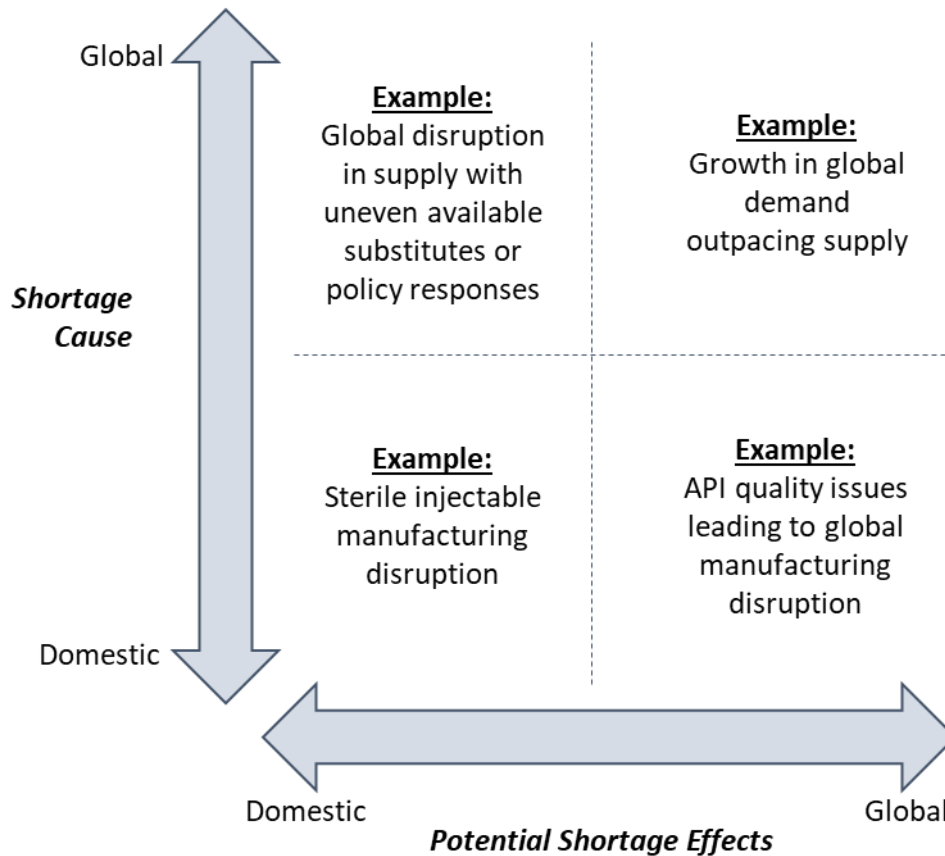 Global
Example:
Global disruption
in supply with
uneven available
substitutes or
policy responses
Example:
Growth in global
demand
outpacing supply
Shortage
Cause
Example:
Sterile injectable
manufacturing
disruption
Example:
API quality issues
leading to global
manufacturing
disruption
Domestic
Domestic
Global
Potential Shortage Effects